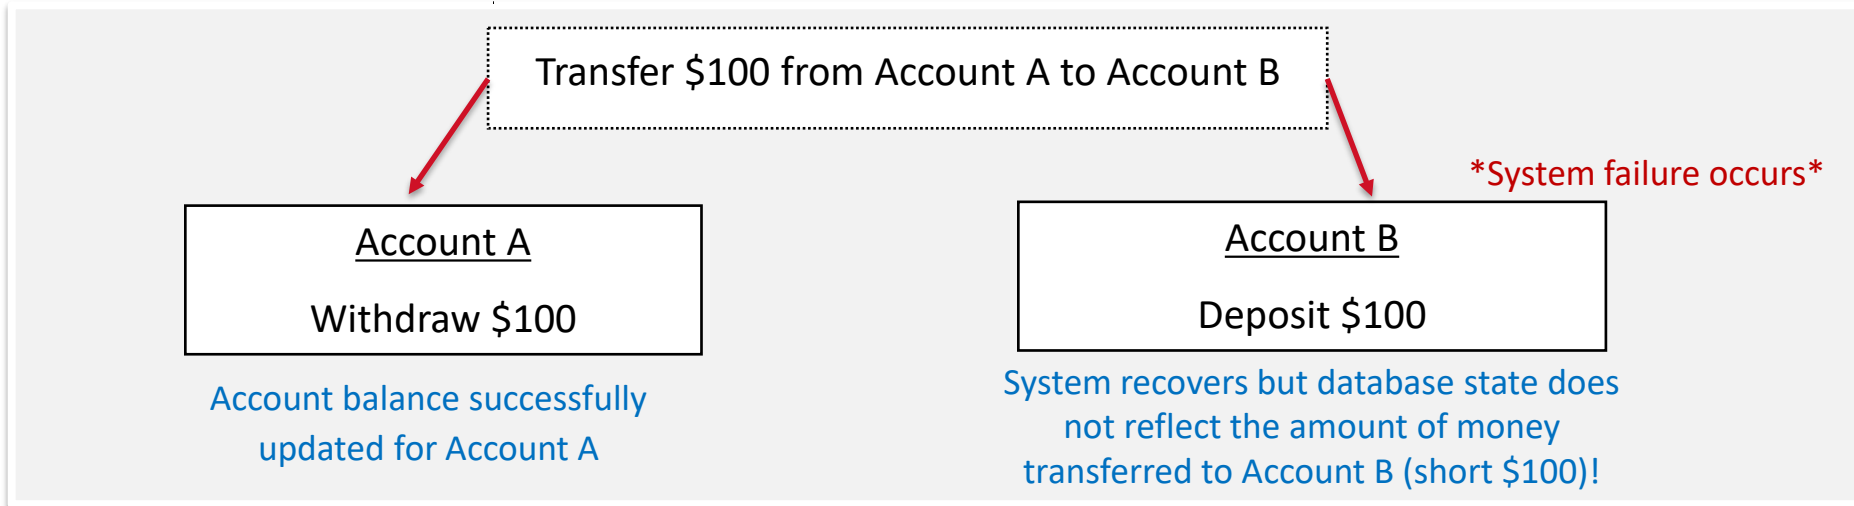 Transfer $100 from Account A to Account B
*System failure occurs*
Account A
Withdraw $100
Account balance successfully
updated for Account A
Account B
Deposit $100
System recovers but database state does
not reflect the amount of money
transferred to Account B (short $100)!